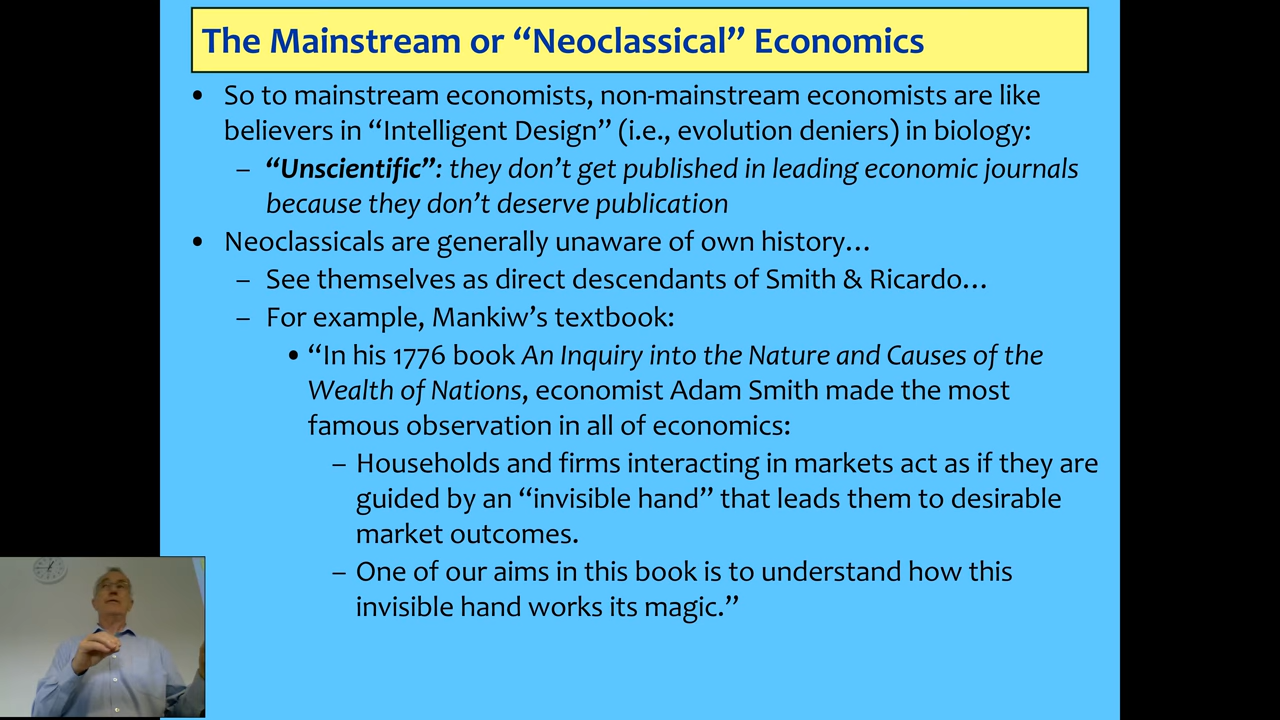 The Mainstream or “Neoclassical” Economics
• So to mainstream economists, non-mainstream economists are like
believers in “Intelligent Design” (i.e., evolution deniers) in biology:
– “Unscientific”: they don’t get published in leading economic journals
because they don’t deserve publication
• Neoclassicals are generally unaware of own history…
– See themselves as direct descendants of Smith & Ricardo…
– For example, Mankiw’s textbook:
• “In his 1776 book An Inquiry into the Nature and Causes of the
Wealth of Nations, economist Adam Smith made the most
famous observation in all of economics:
– Households and firms interacting in markets act as if they are
guided by an “invisible hand” that leads them to desirable
market outcomes.
– One of our aims in this book is to understand how this
invisible hand works its magic.”